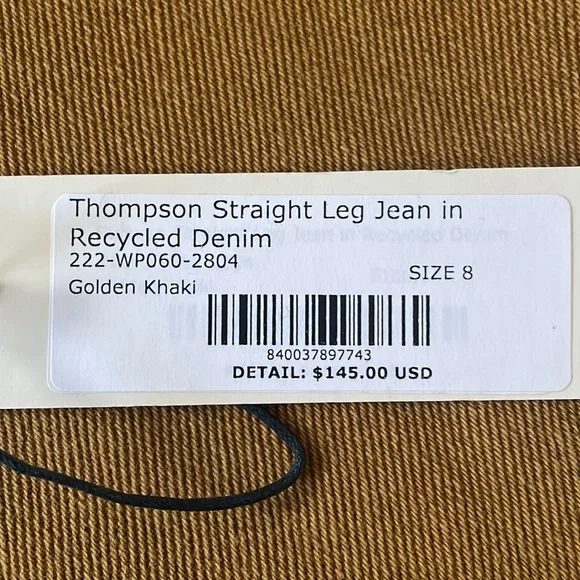 Thompson Straight Leg Jean in
Recycled Denim
222-WP060-2804
SIZE 8
Golden Khaki
840037897743
DETAIL: $145.00 USD